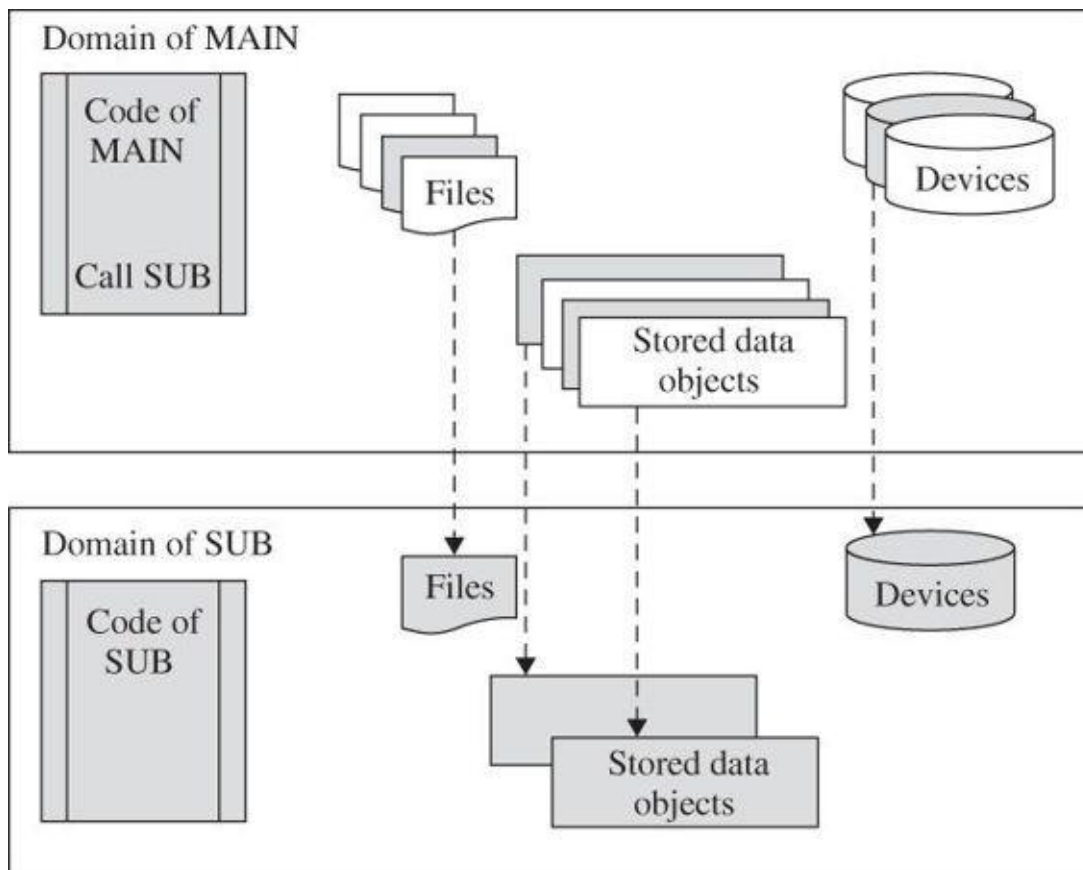 Domain of MAIN
Code of
MAIN
Call SUB
Files
Devices
Stored data
objects
Domain of SUB
Code of
SUB
Files
Devices
Stored data
objects